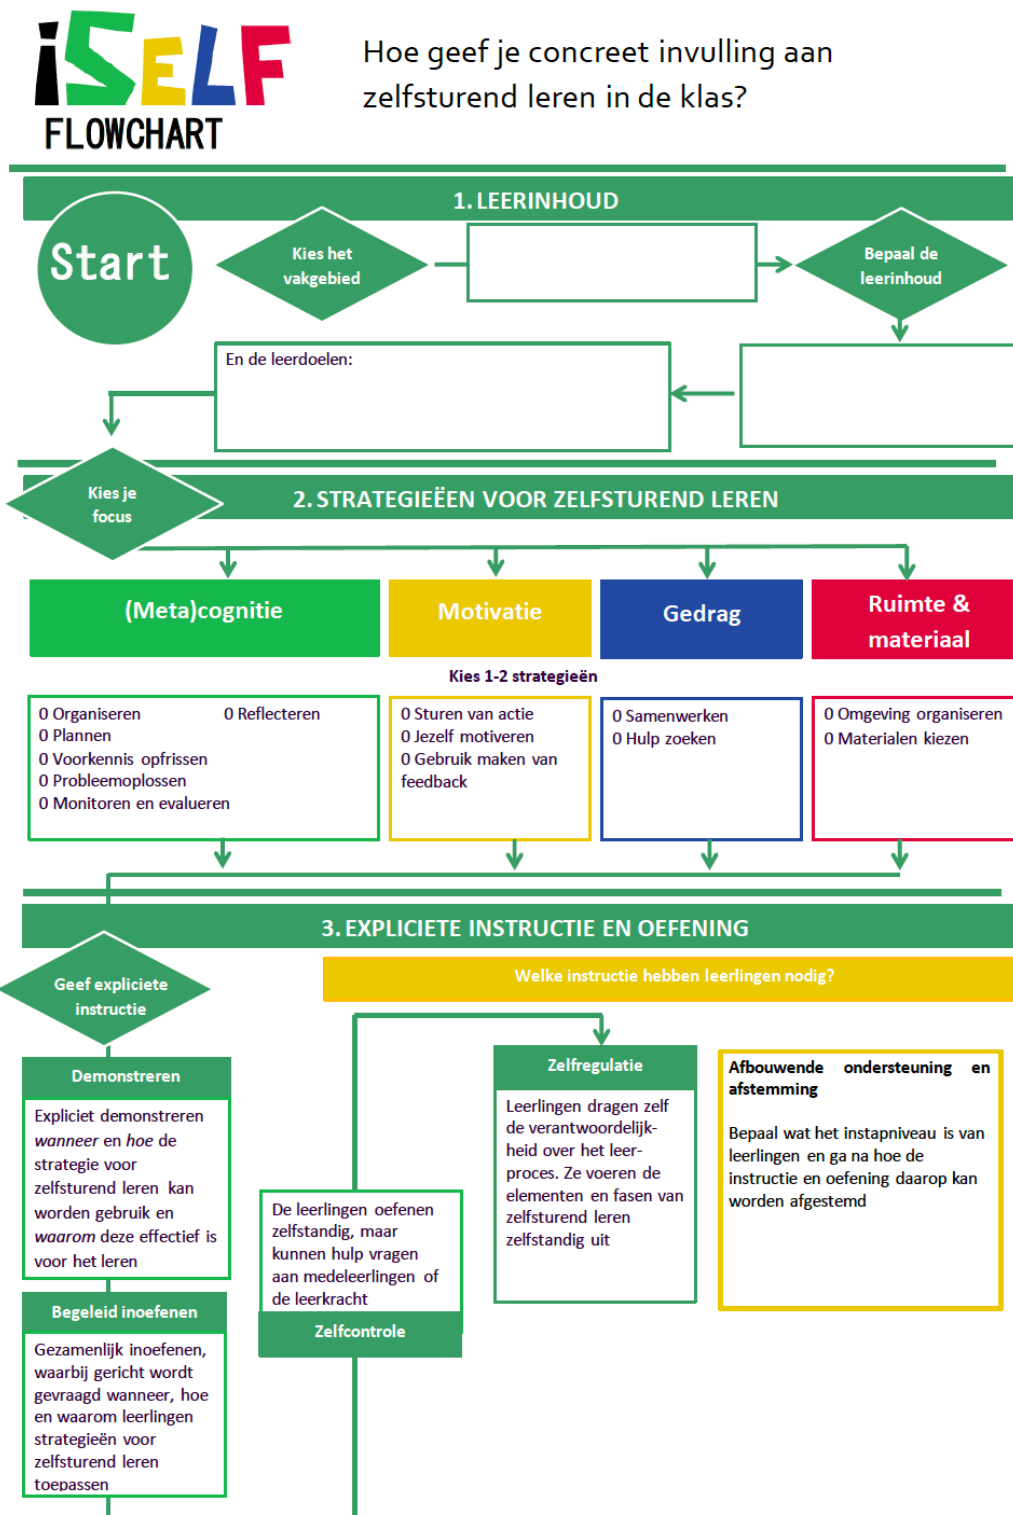 iSELF
FLOWCHART
Hoe geef je concreet invulling aan
zelfsturend leren in de klas?
1. LEERINHOUD
Start
Kies het
vakgebied
Bepaal de
leerinhoud
En de leerdoelen:
Kies je
focus
2. STRATEGIEËEN VOOR ZELFSTUREND LEREN
(Meta)cognitie
Motivatie
Gedrag
Ruimte &
materiaal
Kies 1-2 strategieën
0 Organiseren
0 Reflecteren
0 Plannen
0 Voorkennis opfrissen
0 Probleemoplossen
0 Monitoren en evalueren
0 Sturen van actie
0 Jezelf motiveren
0 Gebruik maken van
feedback
0 Samenwerken
0 Hulp zoeken
0 Omgeving organiseren
0 Materialen kiezen
3. EXPLICIETE INSTRUCTIE EN OEFENING
Geef expliciete
instructie
Welke instructie hebben leerlingen nodig?
Demonstreren
Expliciet demonstreren
wanneer en hoe de
strategie voor
zelfsturend leren kan
worden gebruik en
waarom deze effectief is
voor het leren
Begeleid inoefenen
Gezamenlijk inoefenen,
waarbij gericht wordt
gevraagd wanneer, hoe
en waarom leerlingen
strategieën voor
zelfsturend leren
toepassen
De leerlingen oefenen
zelfstandig, maar
kunnen hulp vragen
aan medeleerlingen of
de leerkracht
Zelfcontrole
Zelfregulatie
Leerlingen dragen zelf
de verantwoordelijk-
heid over het leer-
proces. Ze voeren de
elementen en fasen van
zelfsturend leren
zelfstandig uit
Afbouwende ondersteuning en
afstemming
Bepaal wat het instapniveau is van
leerlingen en ga na hoe de
instructie en oefening daarop kan
worden afgestemd